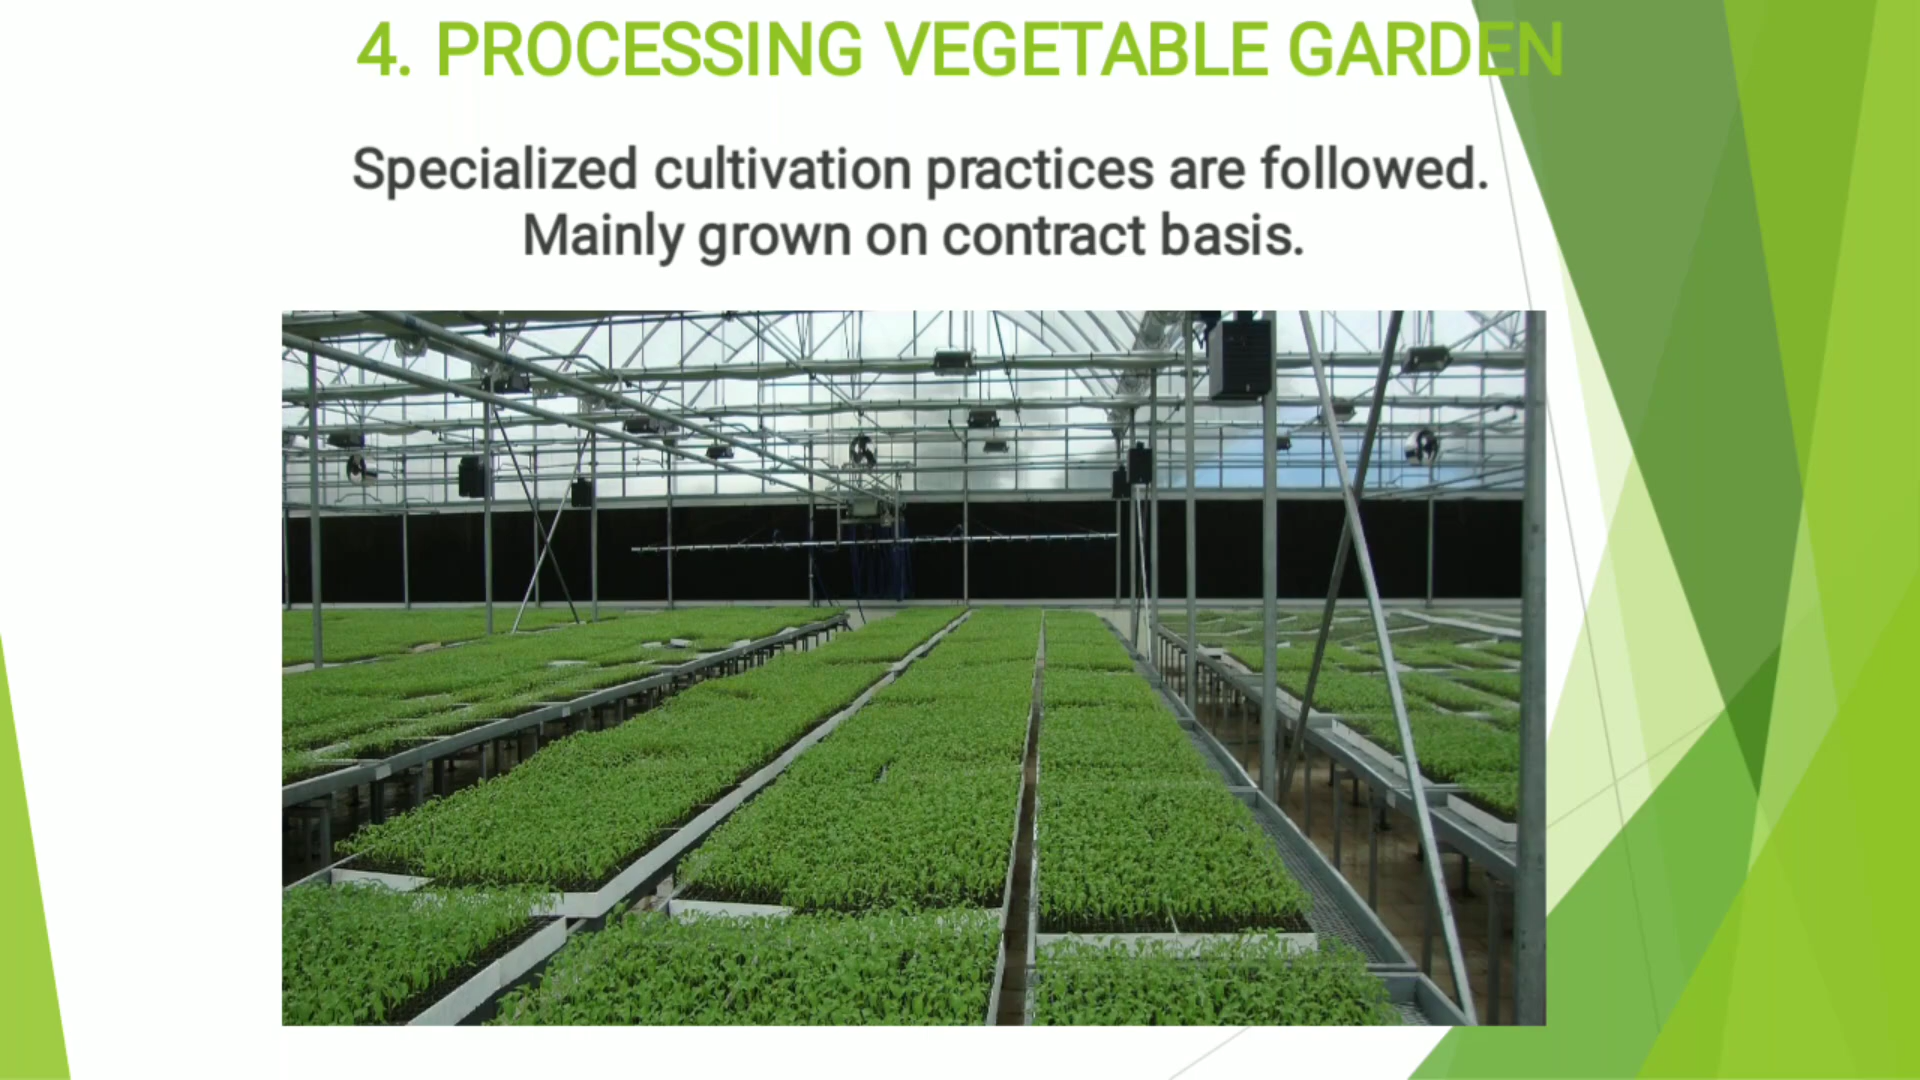 4. PROCESSING VEGETABLE GARDEN
Specialized cultivation practices are followed.
Mainly grown on contract basis.